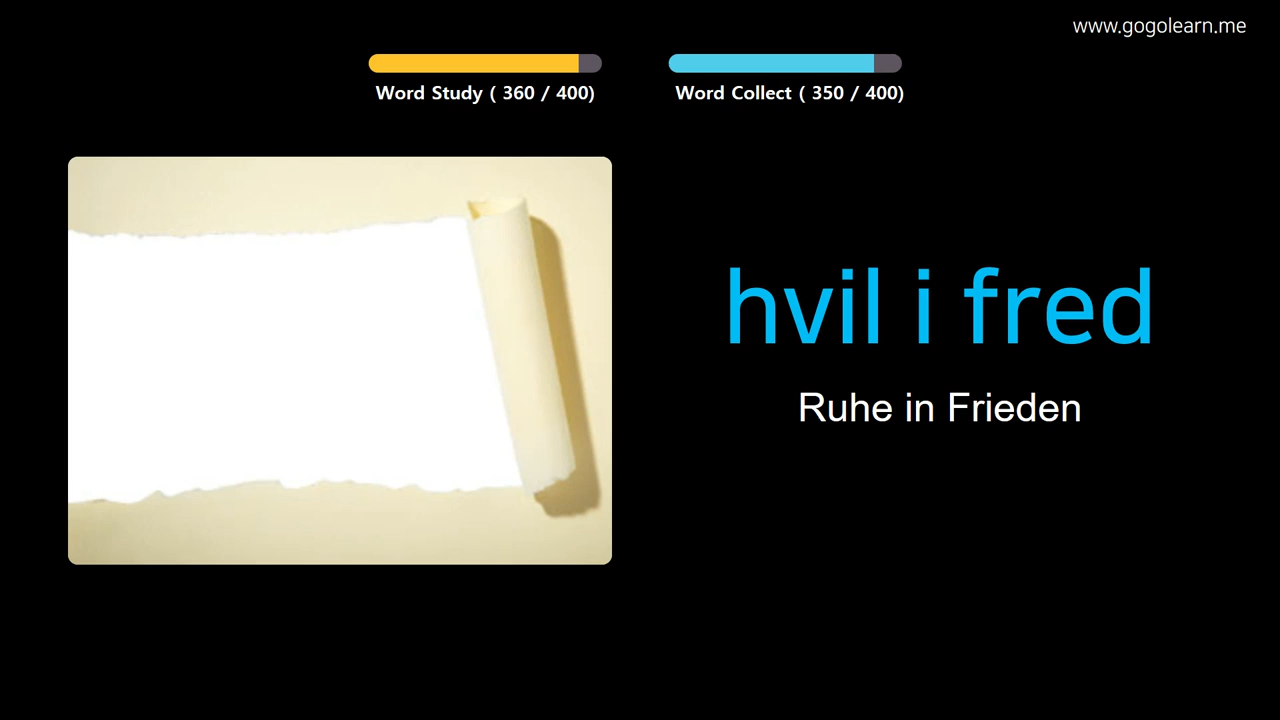 www.gogolearn.me
Word Study ( 360 / 400)
Word Collect ( 350 / 400)
hvil i fred
Ruhe in Frieden